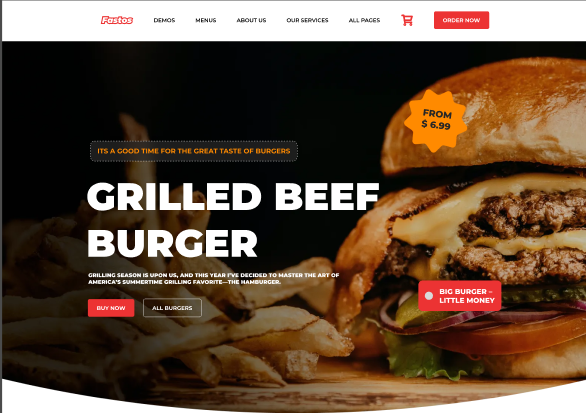 Fastos
DEMOS
MENUS
ABOUT US
OUR SERVICES
ALL PAGES
ORDER NOW
FROM
$ 6.99
ITS A GOOD TIME FOR THE GREAT TASTE OF BURGERS
GRILLED BEEF
BURGER
GRILLING SEASON IS UPON US, AND THIS YEAR I'VE DECIDED TO MASTER THE ART OF
AMERICA'S SUMMERTIME GRILLING FAVORITE—THE HAMBURGER.
BIG BURGER –
LITTLE MONEY
BUY NOW
ALL BURGERS